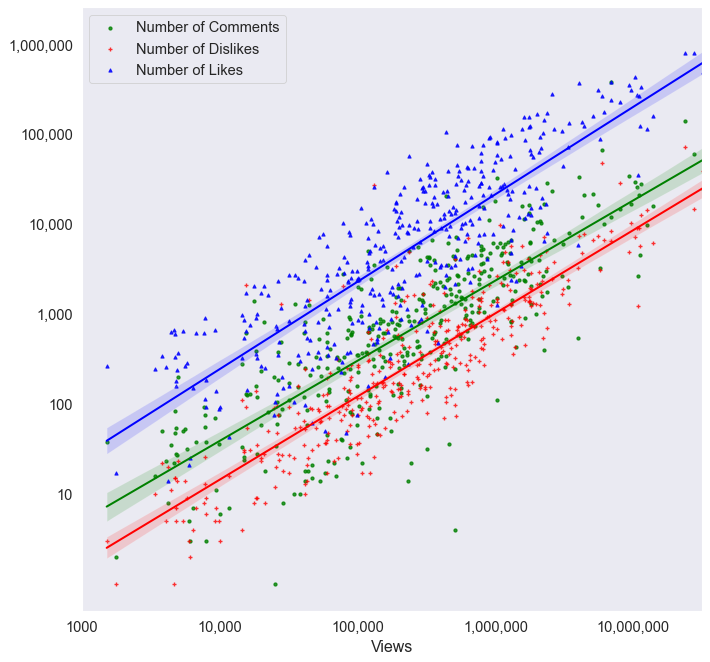 Number of Comments
Number of Dislikes
Number of Likes
1,000,000
100,000
10,000
1,000
100
10
1000 10,000 100,000 1,000,000 10,000,000
Views